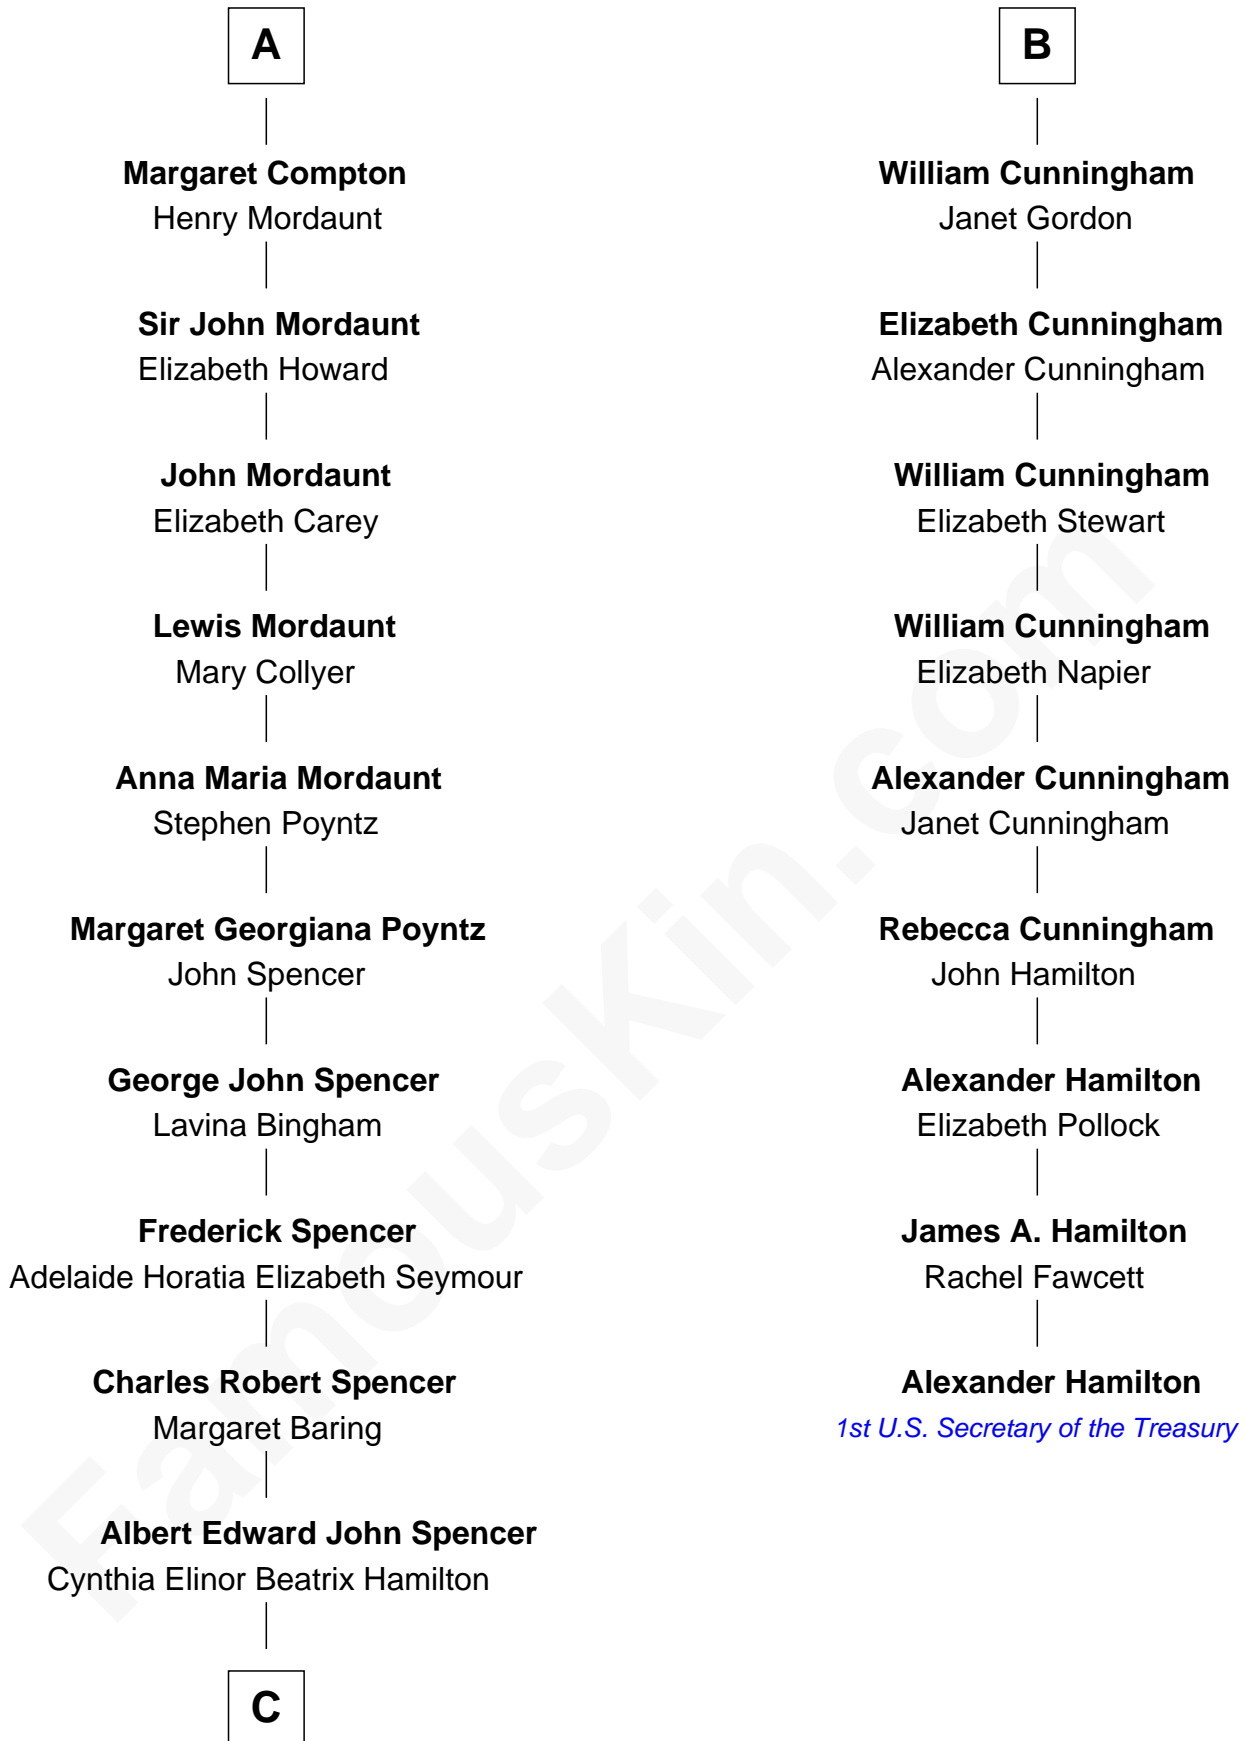 A
Margaret Compton
Henry Mordaunt
Sir John Mordaunt
Elizabeth Howard
John Mordaunt
Elizabeth Carey
Lewis Mordaunt
Mary Collyer
Anna Maria Mordaunt
Stephen Poyntz
Margaret Georgiana Poyntz
John Spencer
George John Spencer
Lavina Bingham
Frederick Spencer
Adelaide Horatia Elizabeth Seymour
Charles Robert Spencer
Margaret Baring
Albert Edward John Spencer
Cynthia Elinor Beatrix Hamilton
C
B
William Cunningham
Janet Gordon
Elizabeth Cunningham
Alexander Cunningham
William Cunningham
Elizabeth Stewart
William Cunningham
Elizabeth Napier
Alexander Cunningham
Janet Cunningham
Rebecca Cunningham
John Hamilton
Alexander Hamilton
Elizabeth Pollock
James A. Hamilton
Rachel Fawcett
Alexander Hamilton
1st U.S. Secretary of the Treasury
FamousKin.com